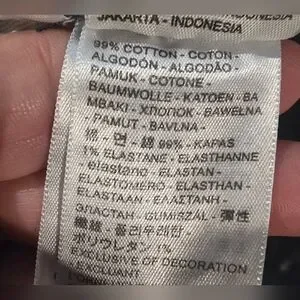 JAKARTA - INDONESIA
99% COTTON - COTON -
ALGODÓN - ALGODÃO -
PAMUK - COTONE -
BAUMWOLLE - KATOEN - BA
MBAKI - ХЛОПОК - BAWEŁNA
- PAMUT - BAVLNA -
棉 - 면 - 綿 99% - KAPAS
1% ELASTANE - ELASTHANNE
- elastano - ELASTAN -
ELASTOMERO - ELASTHAN -
ELASTAAN - ΕΛΑΣΤΑΝΗ -
ЭЛАСТАН - GUMISZÁL - 彈性
纖維 - 폴리우레탄 -
ポリウレタン 1%
EXCLUSIVE OF DECORATION
EXCLUANT